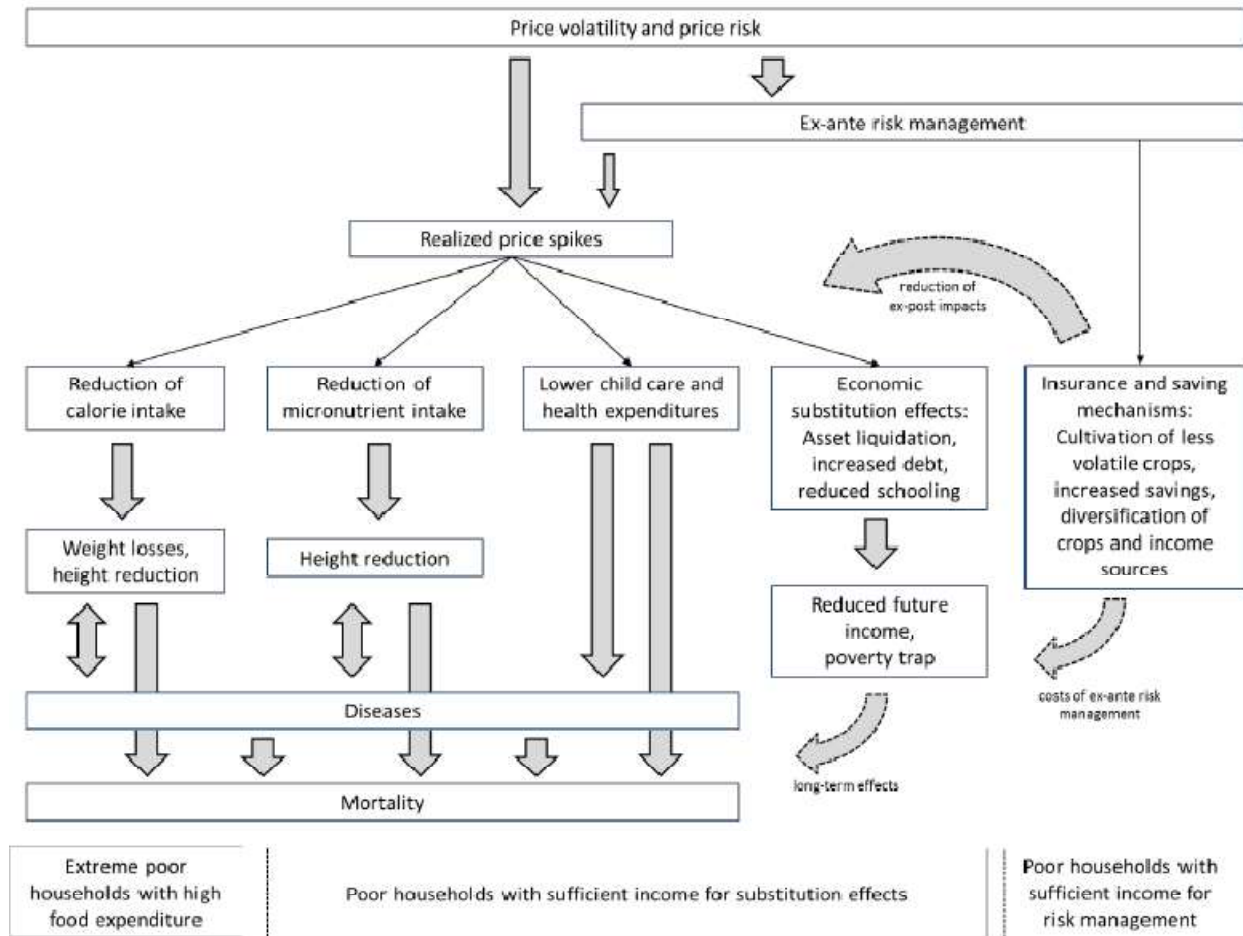 Price volatility and price risk
Ex-ante risk management
Realized price spikes
reduction of
ex-post impacts
Reduction of
calorie intake
Reduction of
micronutrient intake
Lower child care and
health expenditures
Economic
substitution effects:
Asset liquidation,
increased debt,
reduced schooling
Insurance and saving
mechanisms:
Cultivation of less
volatile crops,
increased savings,
diversification of
crops and income
sources
Weight losses,
height reduction
Height reduction
Reduced future
income,
poverty trap
costs of ex-ante risk
management
Diseases
long-term effects
Mortality
Extreme poor
households with high
food expenditure
Poor households with sufficient income for substitution effects
Poor households with
sufficient income for
risk management